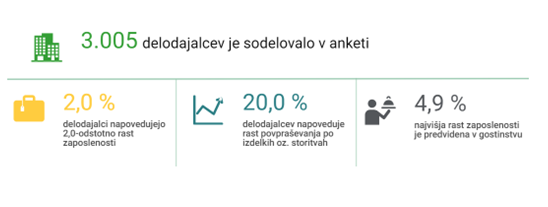 3.005 delodajalcev je sodelovalo v anketi
2,0 %
delodajalci napovedujejo
2,0-odstotno rast
zaposlenosti
20,0 %
delodajalcev napoveduje
rast povpraševanja po
izdelkih oz. storitvah
4,9 %
najvišja rast zaposlenosti
je predvidena v gostinstvu